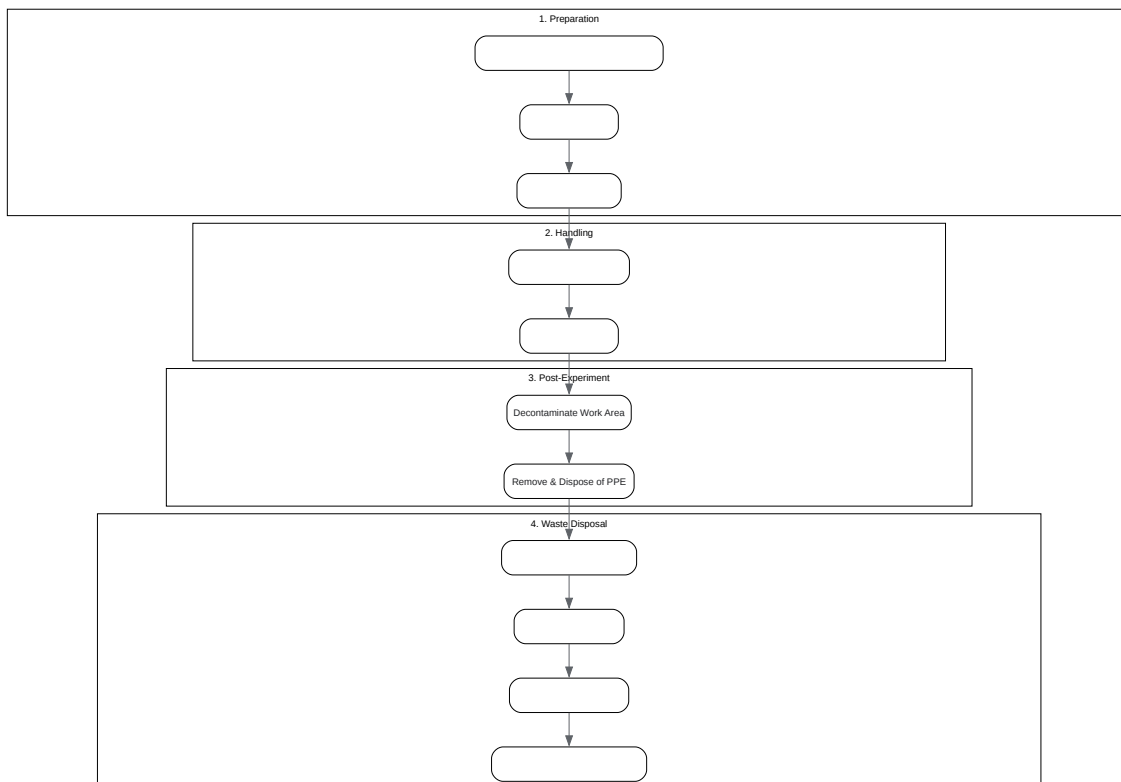 1. Preparation
2. Handling
3. Post-Experiment
Decontaminate Work Area
Remove & Dispose of PPE
4. Waste Disposal